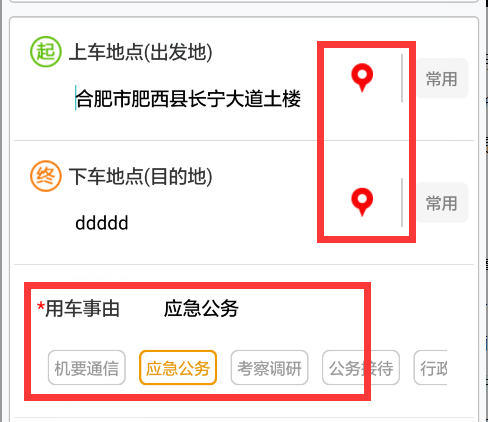 起 上车地点(出发地)
合肥市肥西县长宁大道土楼
常用
终 下车地点(目的地)
ddddd
常用
*用车事由 应急公务
机要通信 应急公务 考察调研 公务接待 行政